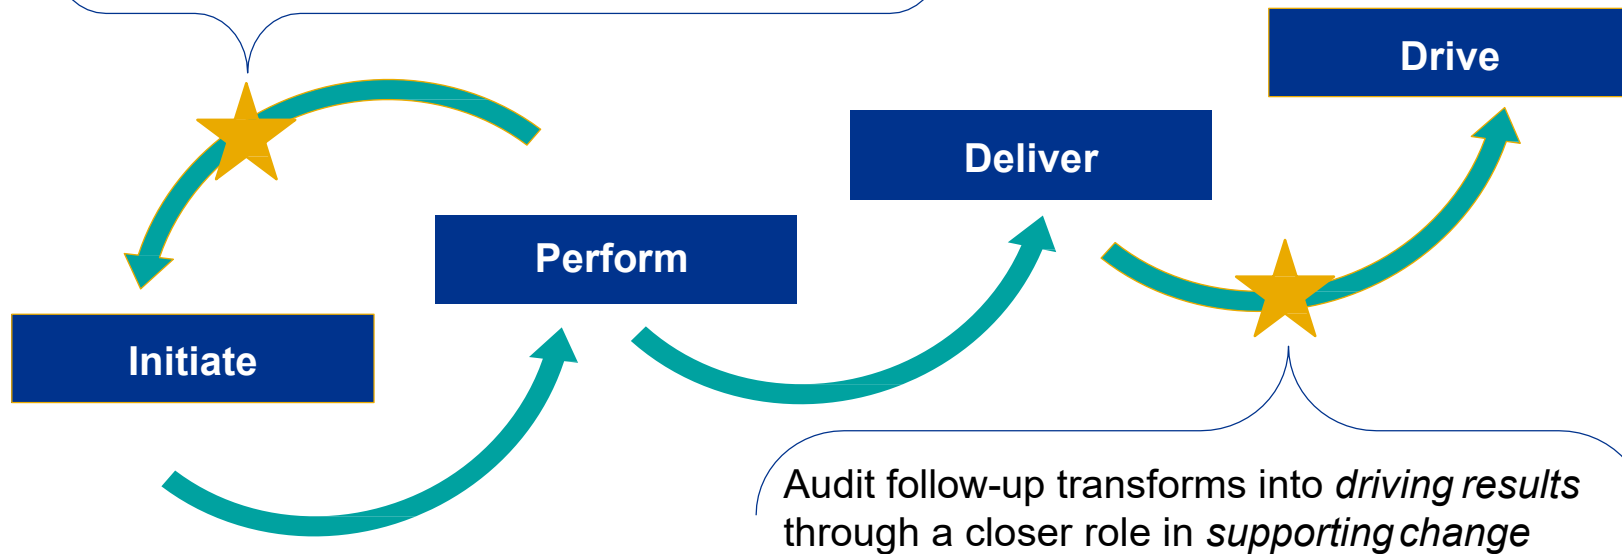 Drive
Deliver
Perform
Initiate
Audit follow-up transforms into driving results
through a closer role in supporting change